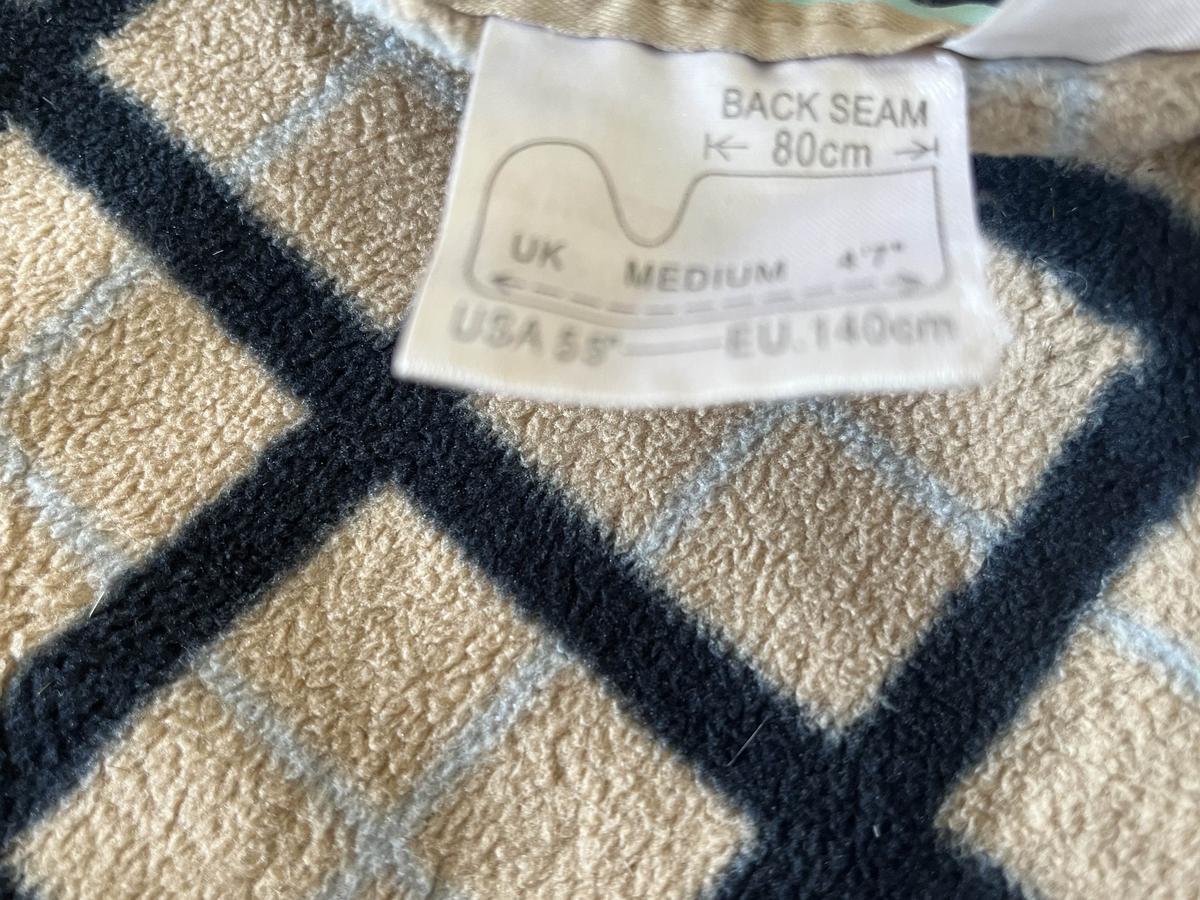 BACK SEAM
80cm
UK MEDIUM 4'7"
USA 55" EU.140cm